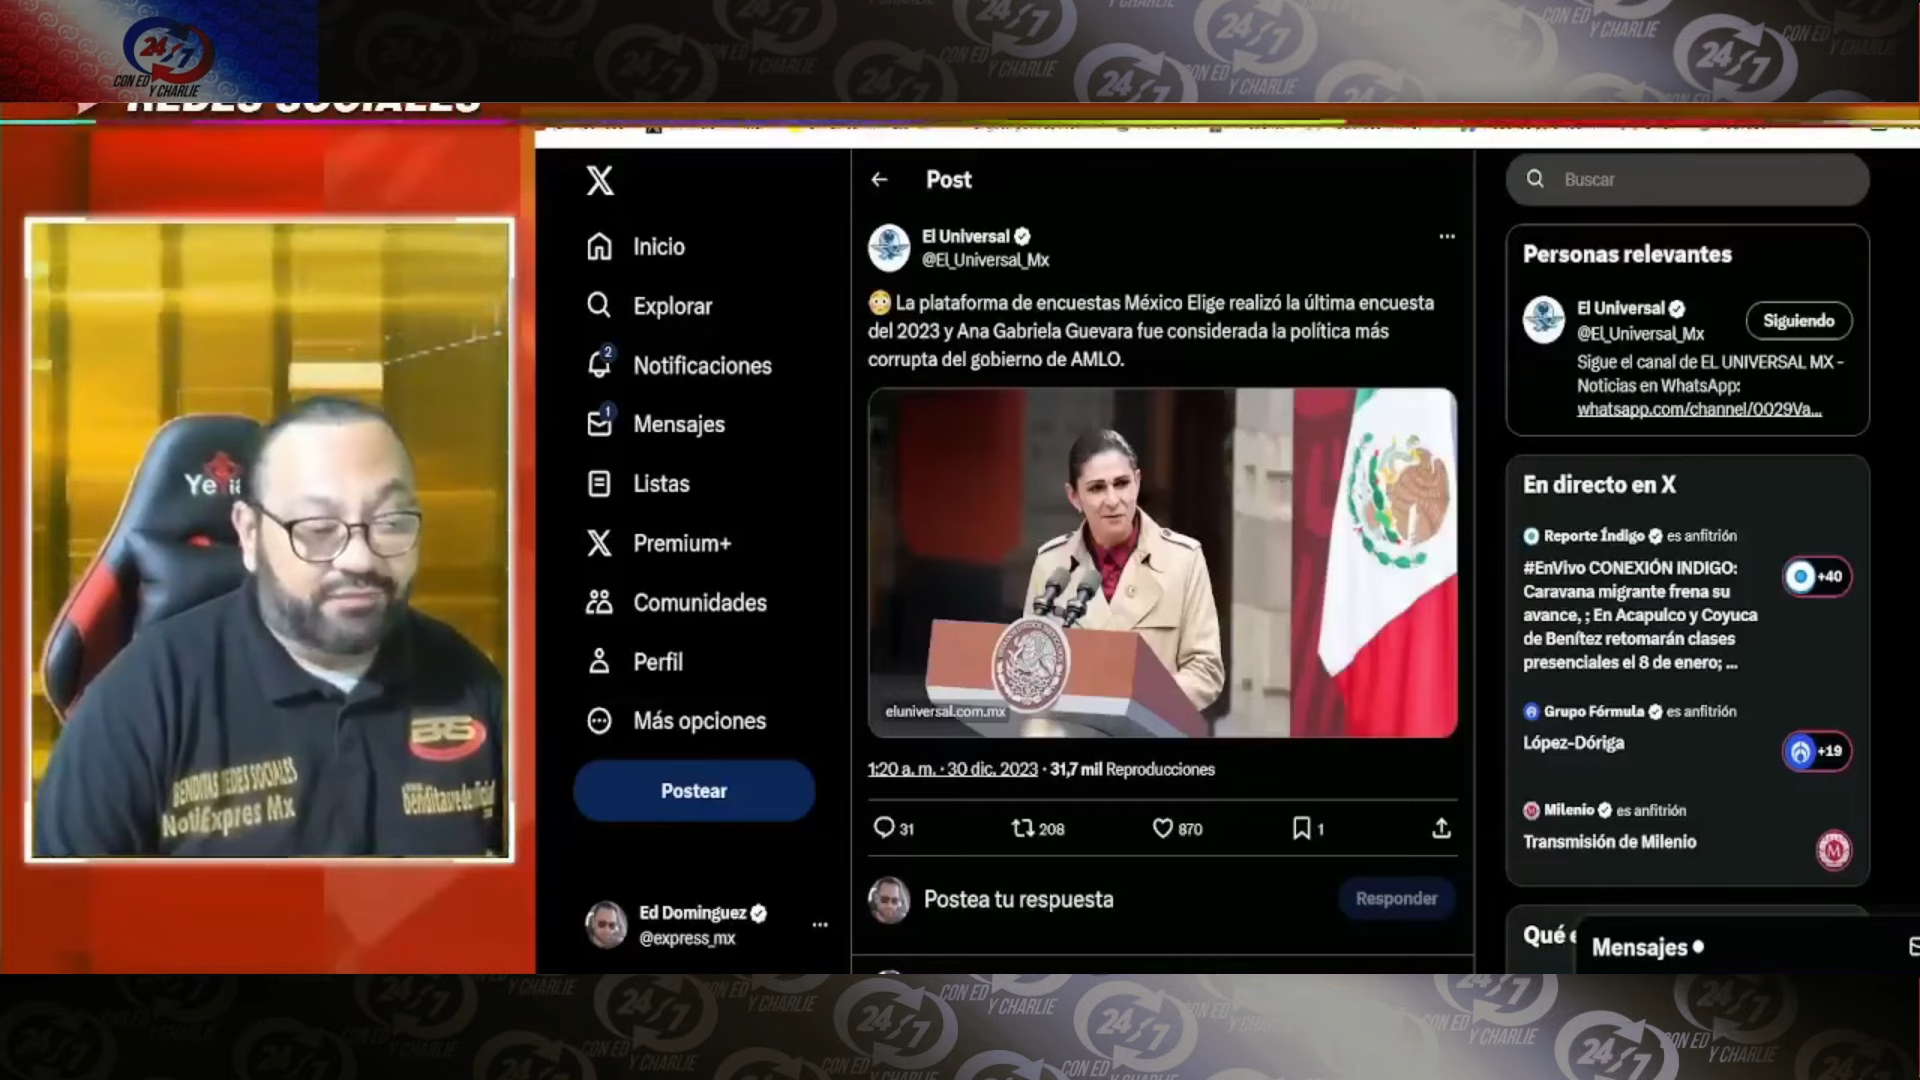 24/7
CON ED
Y CHARLIE
REDES SOCIALES
Post
Buscar
Inicio
Explorar
2
Notificaciones
1
Mensajes
Listas
Premium+
Comunidades
Perfil
Más opciones
Postear
Ed Dominguez
@express_mx
El Universal
@El_Universal_Mx
La plataforma de encuestas México Elige realizó la última encuesta
del 2023 y Ana Gabriela Guevara fue considerada la política más
corrupta del gobierno de AMLO.
eluniversal.com.mx
1:20 a. m. · 30 dic. 2023 · 31,7 mil Reproducciones
31 208 870 1
Postea tu respuesta
Responder
Personas relevantes
El Universal
@El_Universal_Mx
Siguiendo
Sigue el canal de EL UNIVERSAL MX -
Noticias en WhatsApp:
whatsapp.com/channel/0029Va...
En directo en X
Reporte Índigo es anfitrión
#EnVivo CONEXIÓN INDIGO:
Caravana migrante frena su
avance, ; En Acapulco y Coyuca
de Benítez retomarán clases
presenciales el 8 de enero; ...
+40
Grupo Fórmula es anfitrión
López-Dóriga
+19
Milenio es anfitrión
Transmisión de Milenio
Qué
Mensajes
BENDITAS REDES SOCIALES
NotiExpres Mx